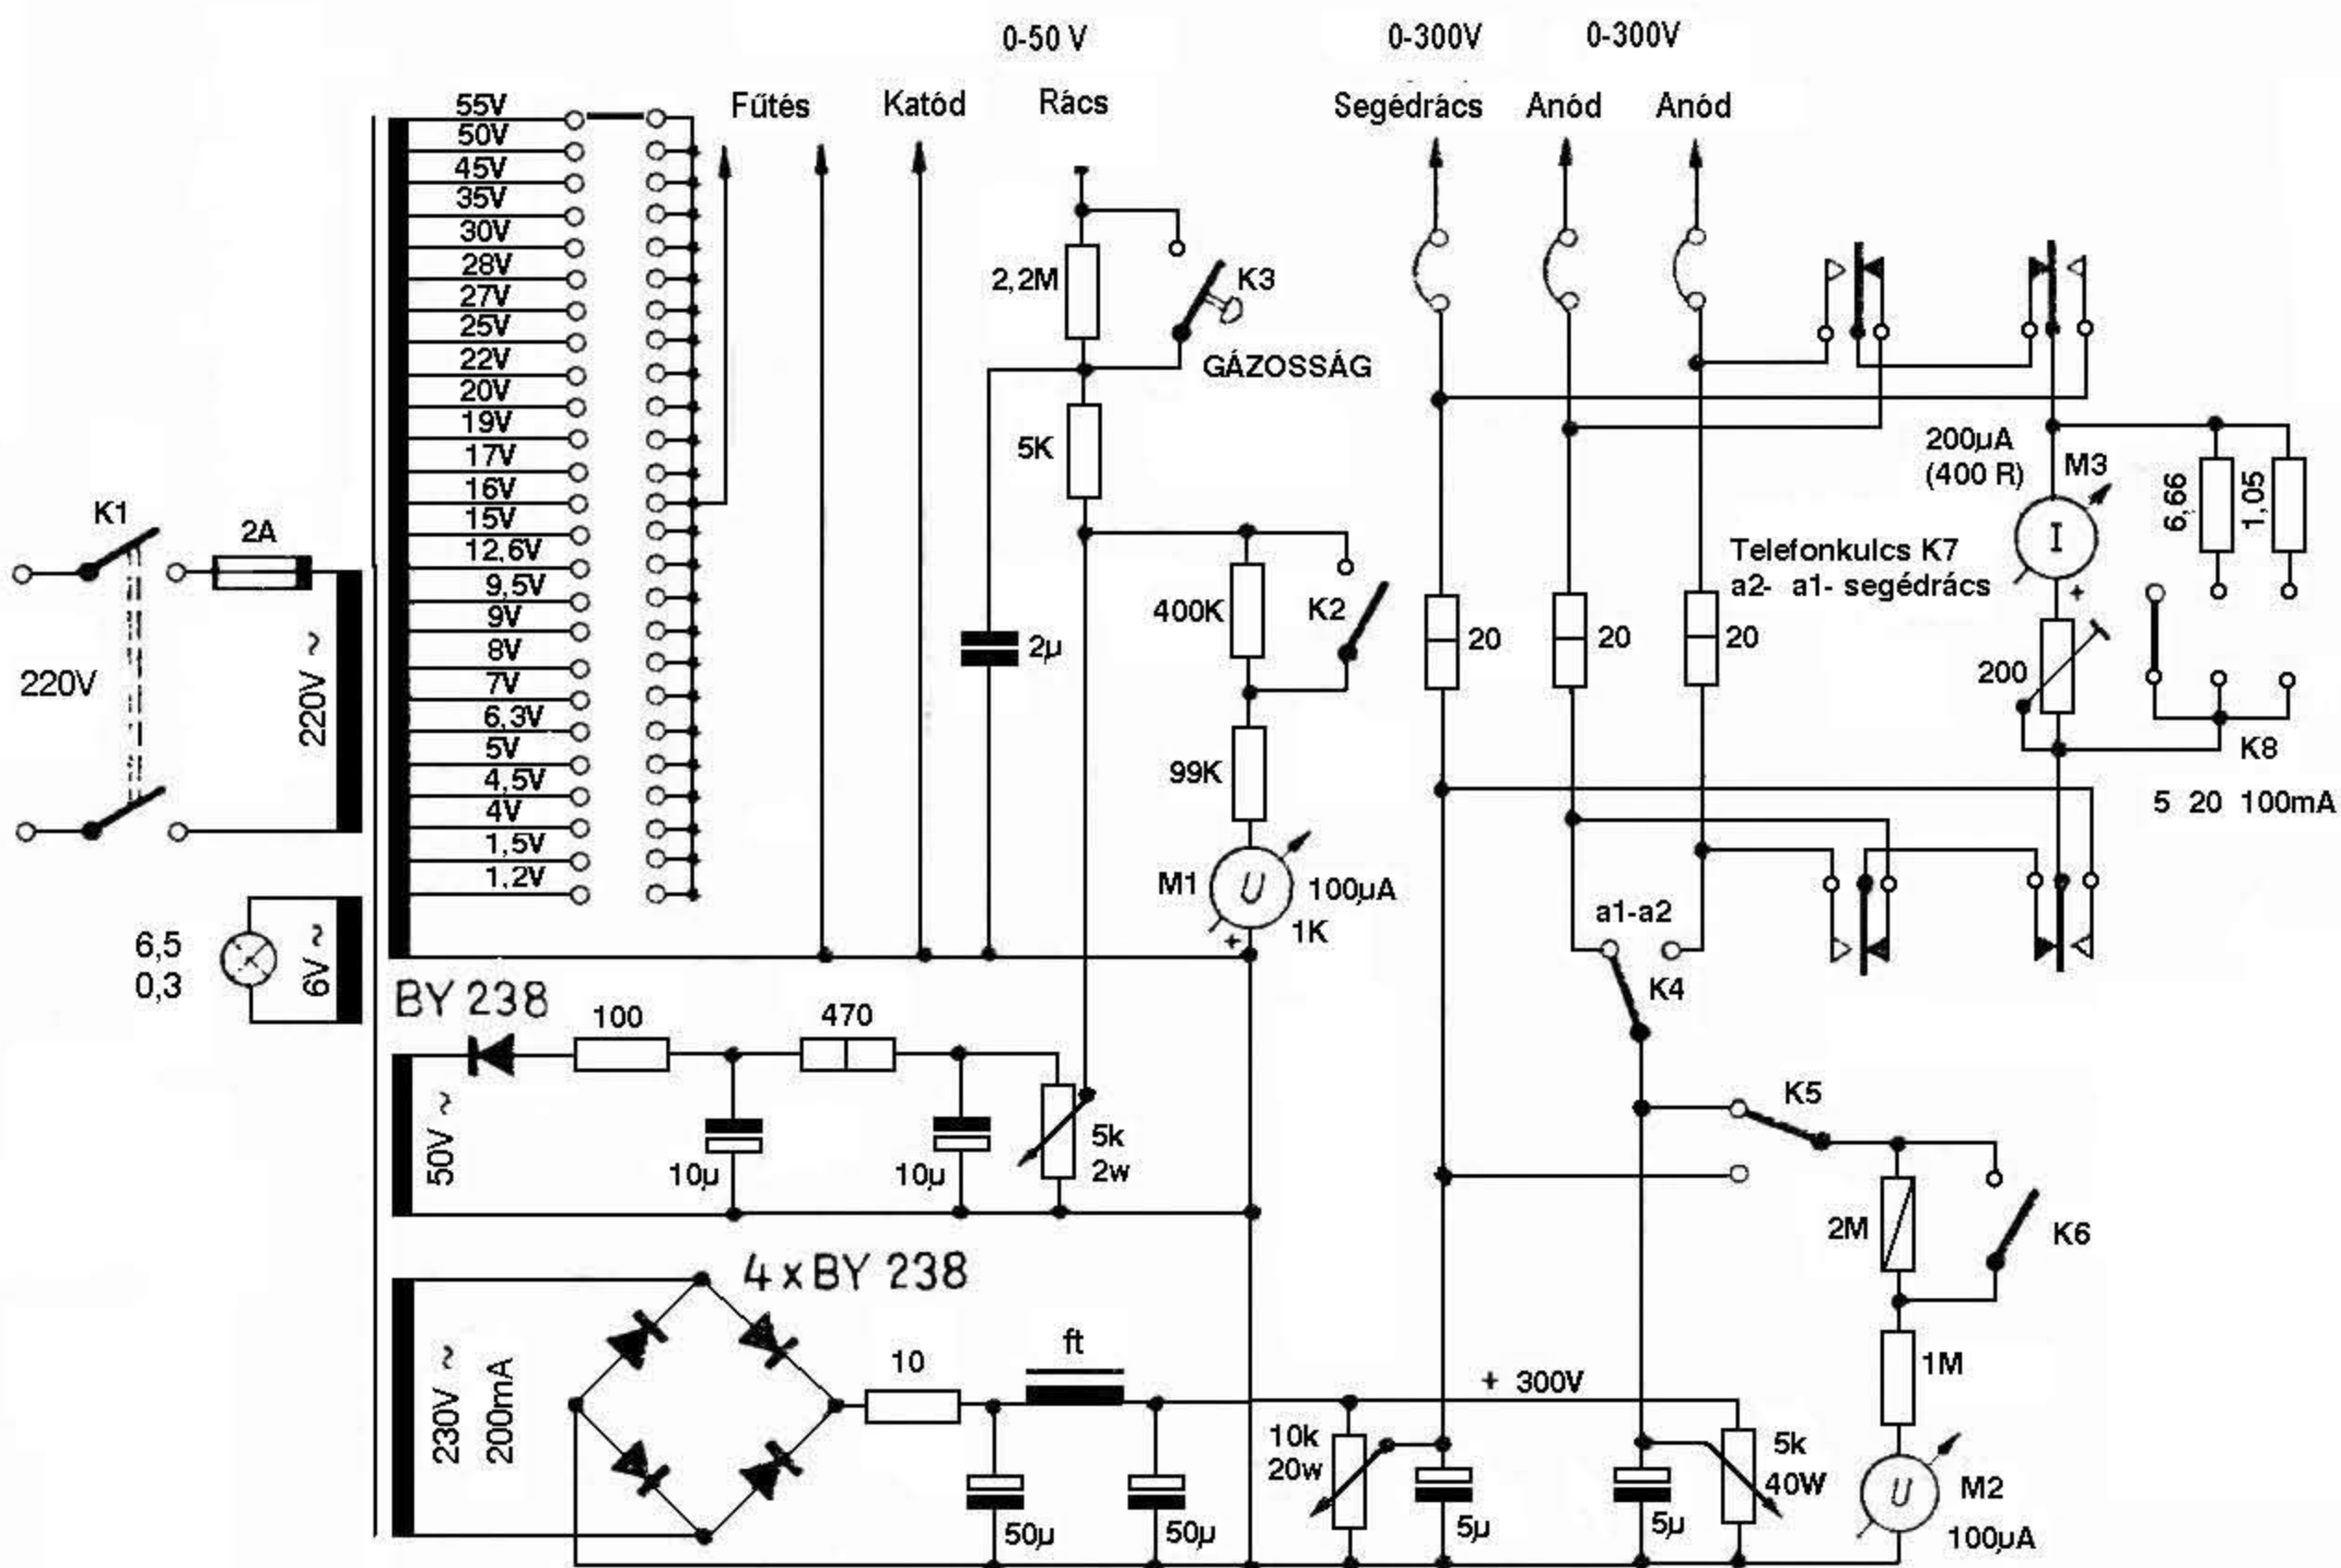 0-50 V
0-300V
0-300V
Fűtés
Katód
Rács
Segédrács
Anód
Anód
55V
50V
45V
35V
30V
28V
27V
25V
22V
20V
19V
17V
16V
15V
12,6V
9,5V
9V
8V
7V
6,3V
5V
4,5V
4V
1,5V
1,2V
K1
2A
220V
220V ~
6,5
0,3
6V ~
2,2M
K3
GÁZOSSÁG
5K
2µ
400K
K2
99K
M1
U
100µA
1K
+
20
20
20
200µA
(400 R)
M3
I
+
6,66
1,05
Telefonkulcs K7
a2- a1- segédrács
200
K8
5 20 100mA
a1-a2
K4
BY 238
100
470
50V ~
10µ
10µ
5k
2w
K5
2M
K6
4 x BY 238
230V ~
200mA
10
ft
50µ
50µ
+ 300V
10k
20w
5µ
5µ
5k
40W
1M
U
M2
100µA